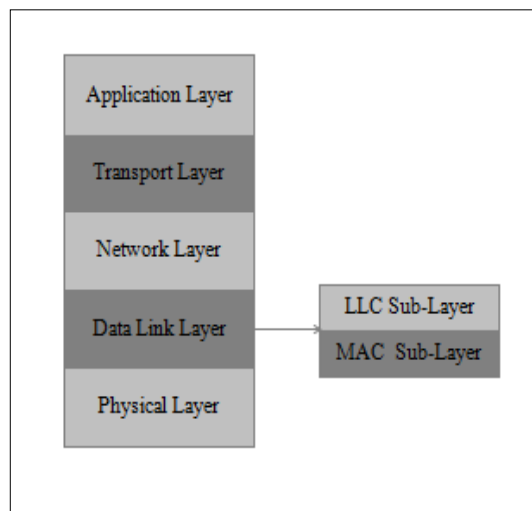 Application Layer
Transport Layer
Network Layer
Data Link Layer
Physical Layer
LLC Sub-Layer
MAC Sub-Layer